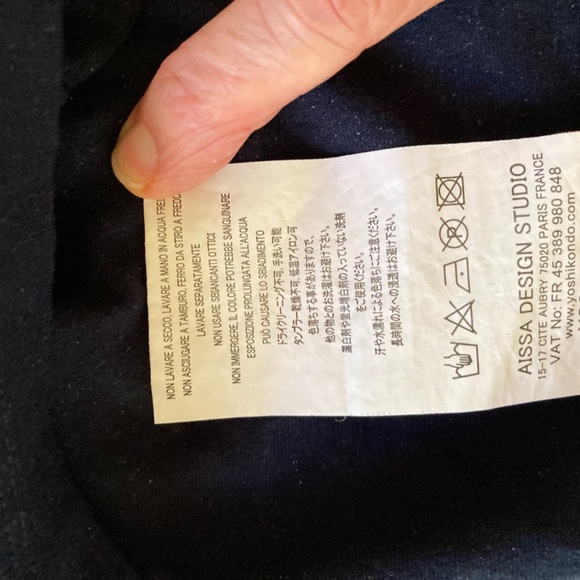 NON LAVARE A SECCO, LAVARE A MANO IN ACQUA
NON ASCIUGARE A TAMBURO, FERRO DA STIRO A FREDD
LAVARE SEPARATAMENTE
NON USARE SBIANCANTI OTTICI
NON IMMERGERE, IL COLORE POTREBBE SANGUINARE
ESPOSIZIONE PROLUNGATA ALL'ACQUA
PUÒ CAUSARE LO SBIADIMENTO
ドライクリーニング不可, 手洗い可能
タンブラー乾燥不可, 低温アイロン可
色落ちする事がありますので、
他の物とのお洗濯はお避け下さい。
漂白剤や蛍光増白剤の入っていない洗剤
をご使用ください。
汗や水濡れによる色落ちにご注意ください。
長時間の水への浸漬はお避け下さい。
AISSA DESIGN STUDIO
15-17 CITE AUBRY 75020 PARIS FRANCE
VAT No: FR 45 389 980 848
www.yoshikondo.